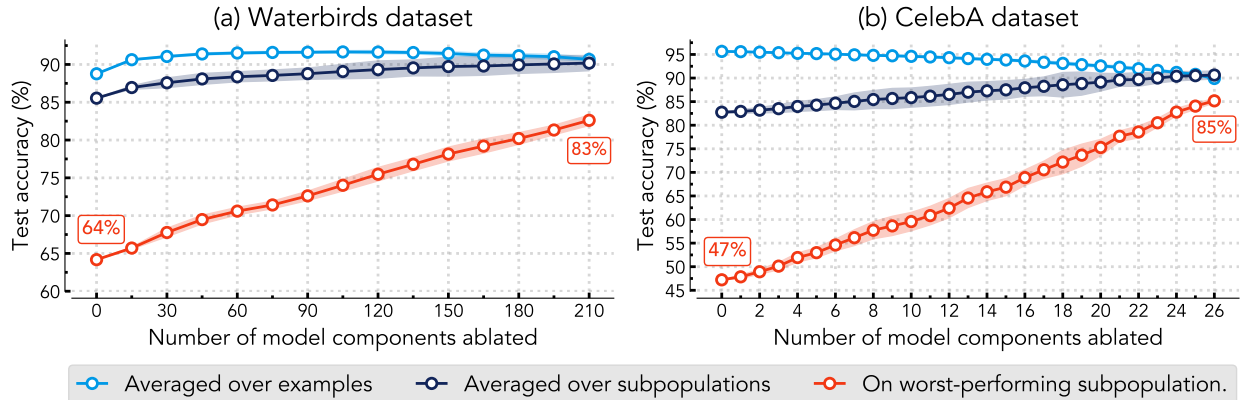 (a) Waterbirds dataset
Test accuracy (%)
90
85
80
75
70
65
60
64%
83%
0 30 60 90 120 150 180 210
Number of model components ablated
(b) CelebA dataset
Test accuracy (%)
95
90
85
80
75
70
65
60
55
50
45
47%
85%
0 2 4 6 8 10 12 14 16 18 20 22 24 26
Number of model components ablated
Averaged over examples
Averaged over subpopulations
On worst-performing subpopulation.